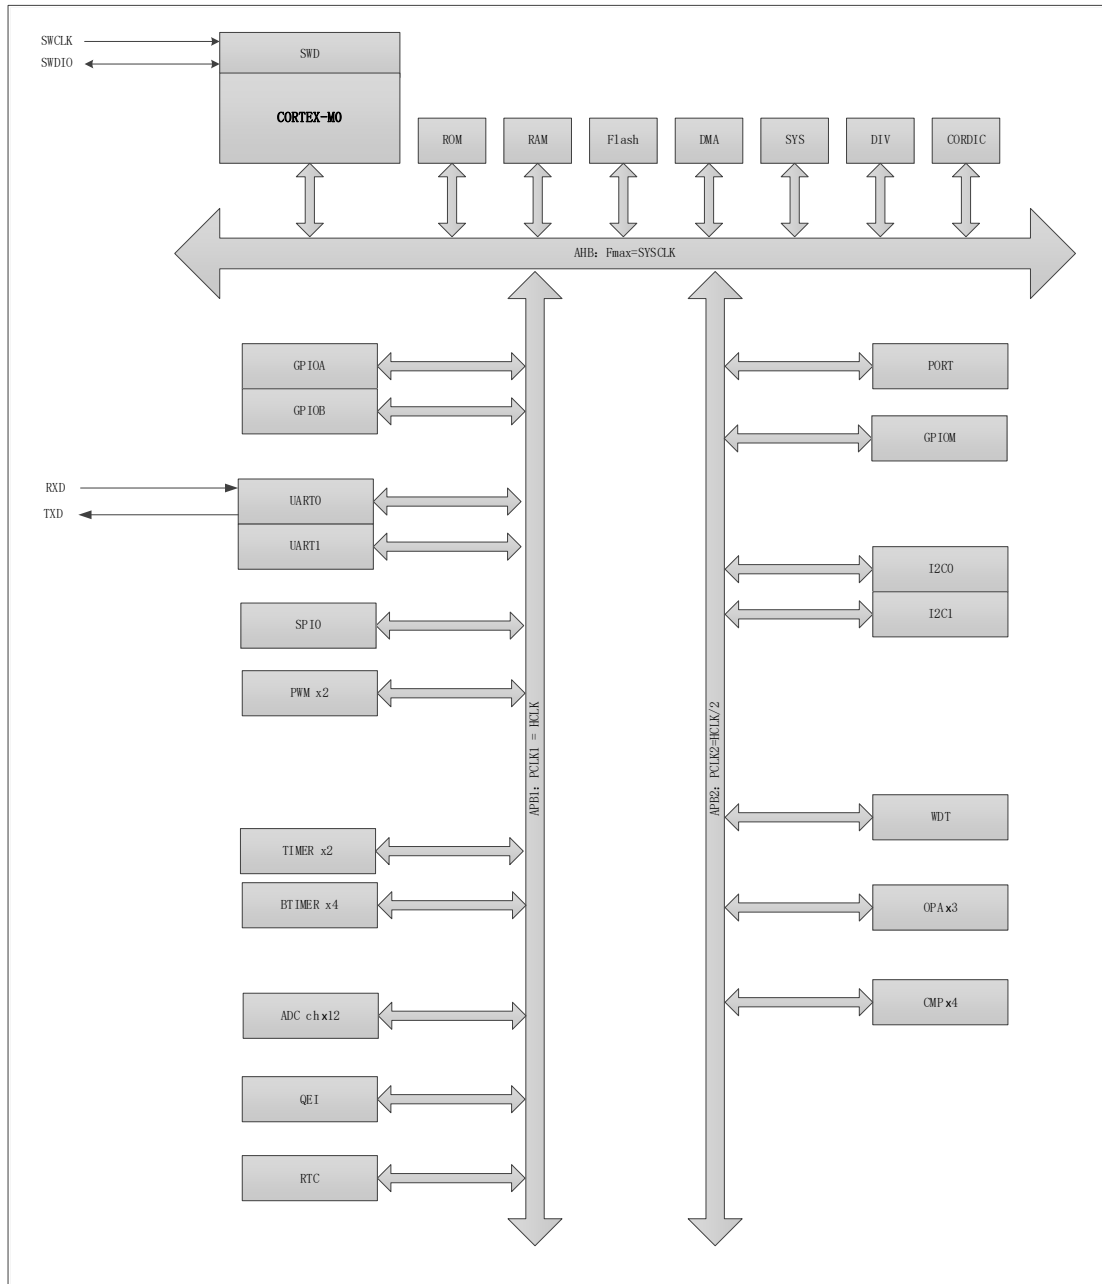 SWCLK
SWDIO
SWD
CORTEX-M0
ROM
RAM
Flash
DMA
SYS
DIV
CORDIC
AHB: Fmax=SYSCLK
GPIOA
GPIOB
RXD
TXD
UART0
UART1
SPI0
PWM x2
APB1: PCLK1 = HCLK
TIMER x2
BTIMER x4
ADC chx12
QEI
RTC
APB2: PCLK2=HCLK/2
PORT
GPIOM
I2C0
I2C1
WDT
OPAx3
CMPx4